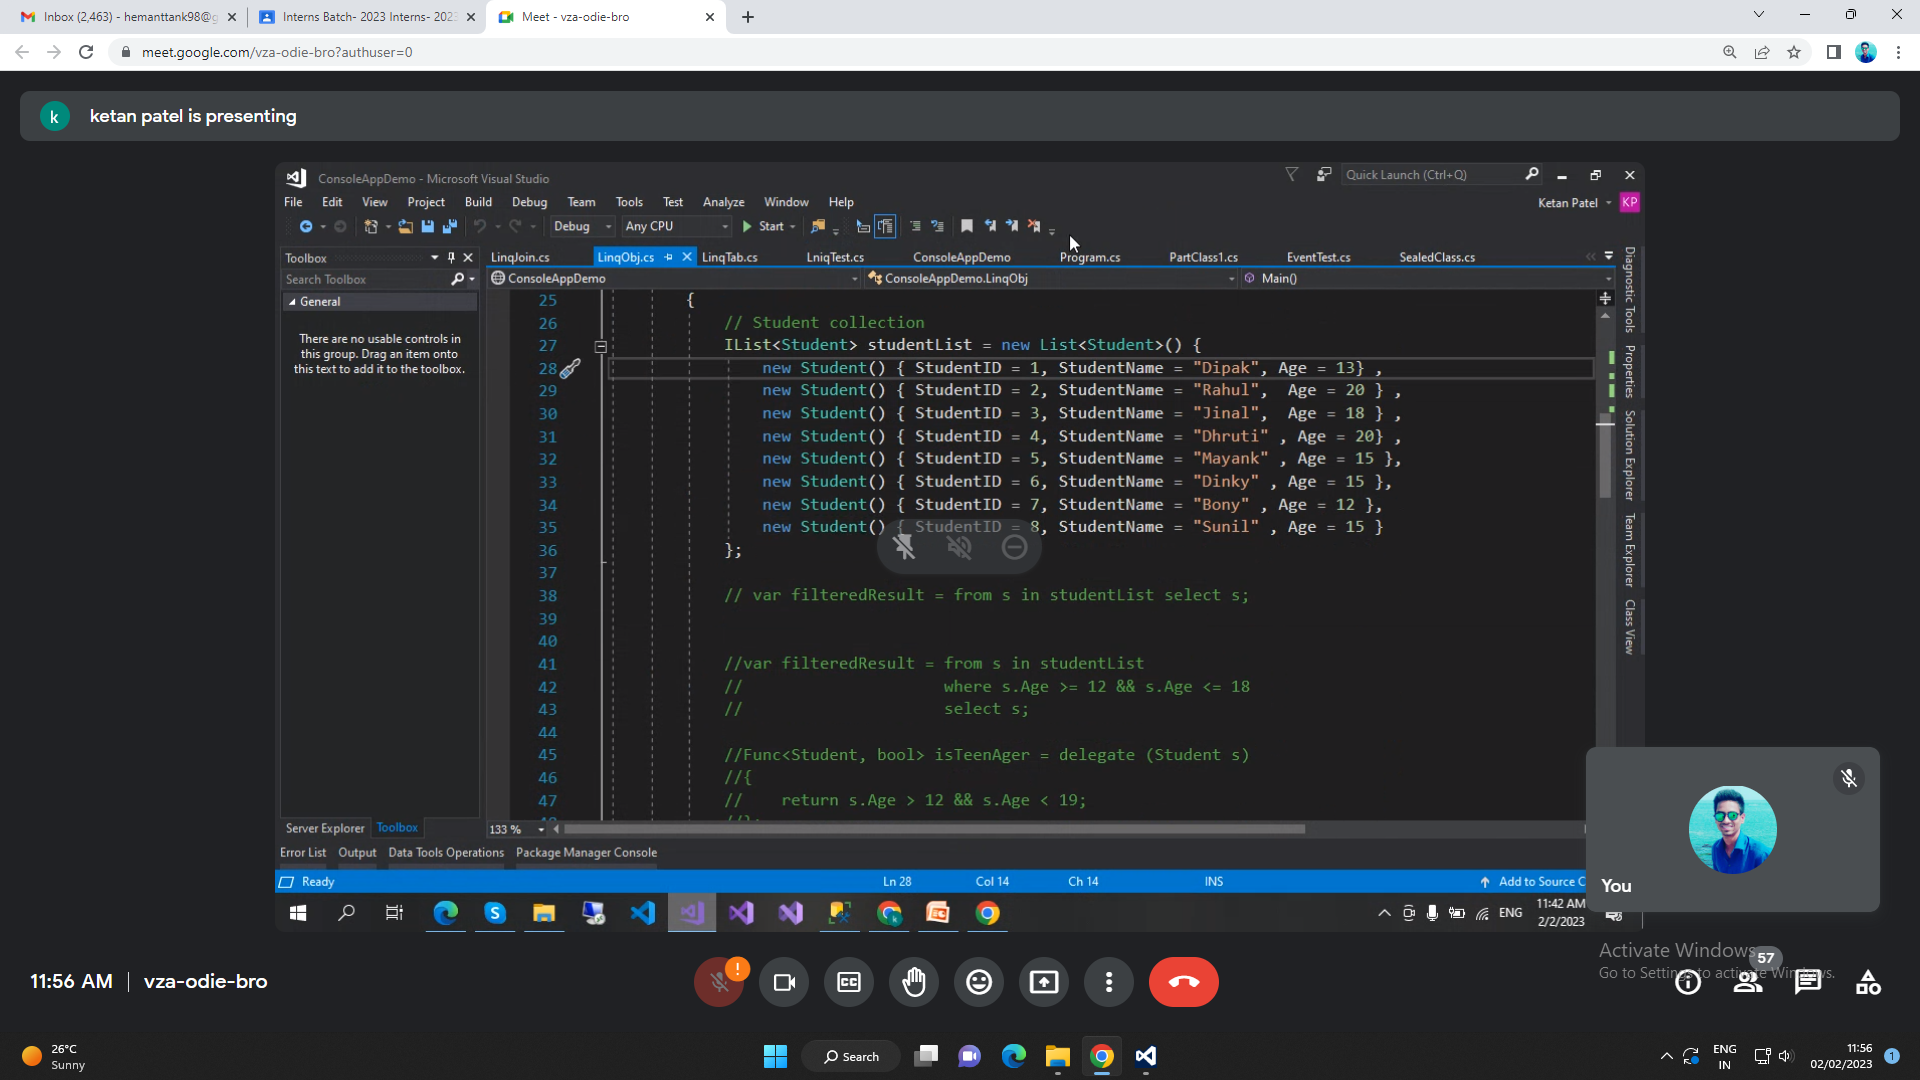 Inbox (2,463) - hemanttank98@g
Interns Batch- 2023 Interns- 202
Meet - vza-odie-bro
meet.google.com/vza-odie-bro?authuser=0
k
ketan patel is presenting
ConsoleAppDemo - Microsoft Visual Studio
Quick Launch (Ctrl+Q)
File Edit View Project Build Debug Team Tools Test Analyze Window Help
Ketan Patel KP
Debug Any CPU Start
Toolbox
LinqJoin.cs LinqObj.cs LinqTab.cs LniqTest.cs ConsoleAppDemo Program.cs PartClass1.cs EventTest.cs SealedClass.cs
Search Toolbox
ConsoleAppDemo ConsoleAppDemo.LinqObj Main()
General
There are no usable controls in
this group. Drag an item onto
this text to add it to the toolbox.
25 {
26 // Student collection
27 IList<Student> studentList = new List<Student>() {
28 new Student() { StudentID = 1, StudentName = "Dipak", Age = 13} ,
29 new Student() { StudentID = 2, StudentName = "Rahul",  Age = 20 } ,
30 new Student() { StudentID = 3, StudentName = "Jinal",  Age = 18 } ,
31 new Student() { StudentID = 4, StudentName = "Dhruti" , Age = 20} ,
32 new Student() { StudentID = 5, StudentName = "Mayank" , Age = 15 },
33 new Student() { StudentID = 6, StudentName = "Dinky" , Age = 15 },
34 new Student() { StudentID = 7, StudentName = "Bony" , Age = 12 },
35 new Student() { StudentID = 8, StudentName = "Sunil" , Age = 15 }
36 };
37
38 // var filteredResult = from s in studentList select s;
39
40
41 //var filteredResult = from s in studentList
42 // where s.Age >= 12 && s.Age <= 18
43 // select s;
44
45 //Func<Student, bool> isTeenAger = delegate (Student s)
46 //{
47 // return s.Age > 12 && s.Age < 19;
Diagnostic Tools
Properties
Solution Explorer
Team Explorer
Class View
Server Explorer Toolbox
133 %
Error List Output Data Tools Operations Package Manager Console
Ready Ln 28 Col 14 Ch 14 INS Add to Source C
ENG 11:42 AM
2/2/2023
You
Activate Windows
Go to Settings to activate Windows.
57
11:56 AM vza-odie-bro
26°C
Sunny
Search
ENG
IN
11:56
02/02/2023
1